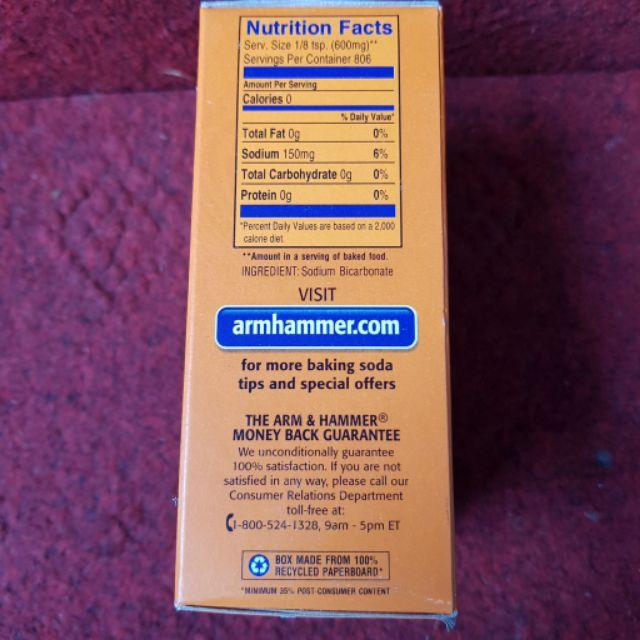 Nutrition Facts
Serv. Size 1/8 tsp. (600mg)**
Servings Per Container 806
Amount Per Serving
Calories 0
% Daily Value*
Total Fat 0g 0%
Sodium 150mg 6%
Total Carbohydrate 0g 0%
Protein 0g 0%
*Percent Daily Values are based on a 2,000
calorie diet.
**Amount in a serving of baked food.
INGREDIENT: Sodium Bicarbonate
VISIT
armhammer.com
for more baking soda
tips and special offers
THE ARM & HAMMER®
MONEY BACK GUARANTEE
We unconditionally guarantee
100% satisfaction. If you are not
satisfied in any way, please call our
Consumer Relations Department
toll-free at:
1-800-524-1328, 9am - 5pm ET
BOX MADE FROM 100%
RECYCLED PAPERBOARD*
*MINIMUM 35% POST-CONSUMER CONTENT